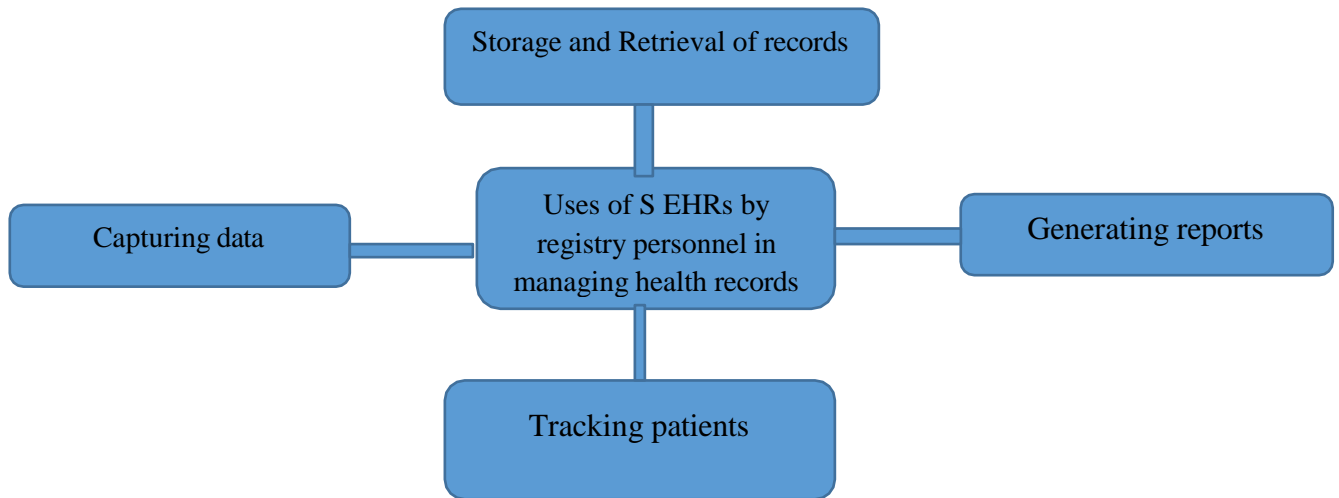 Storage and Retrieval of records
Capturing data
Uses of S EHRs by
registry personnel in
managing health records
Generating reports
Tracking patients